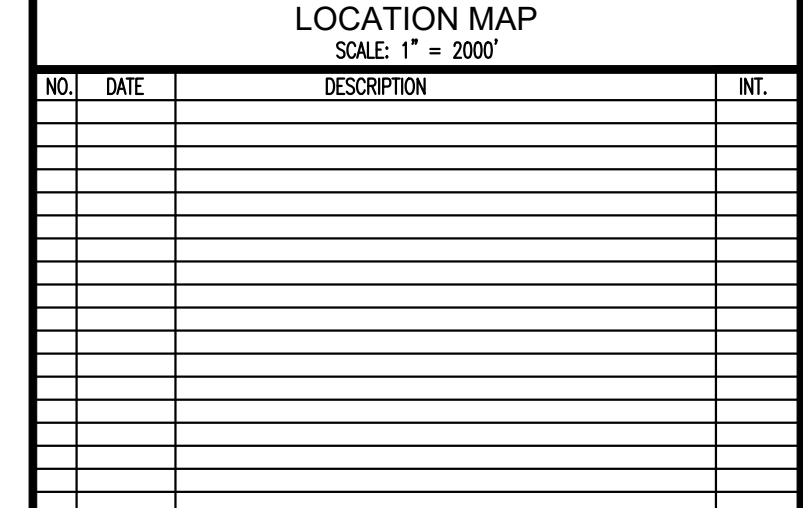 LOCATION MAP
SCALE: 1" = 2000'
NO. DATE DESCRIPTION INT.